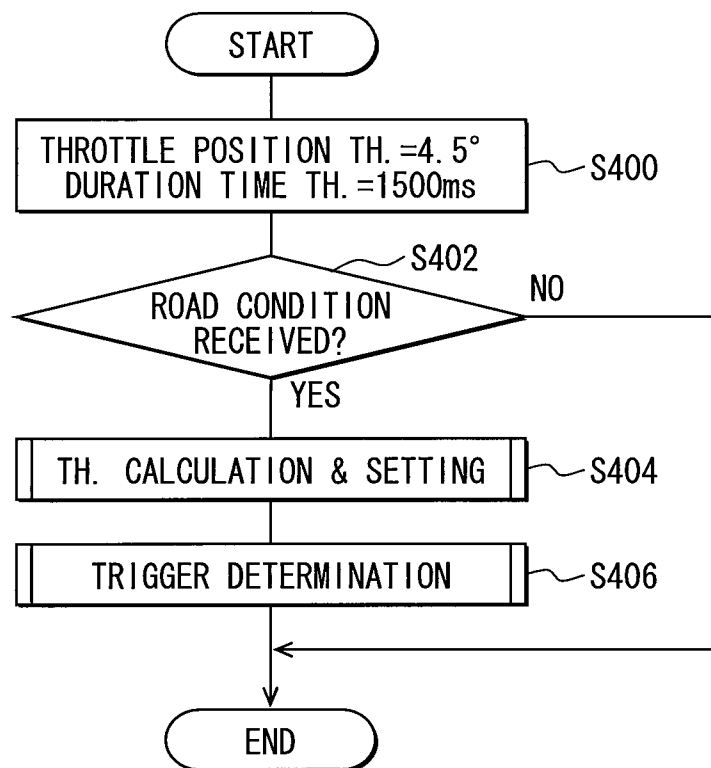 START
THROTTLE POSITION TH.=4.5°
DURATION TIME TH.=1500ms
S400
S402
ROAD CONDITION
RECEIVED?
NO
YES
TH. CALCULATION & SETTING
S404
TRIGGER DETERMINATION
S406
END